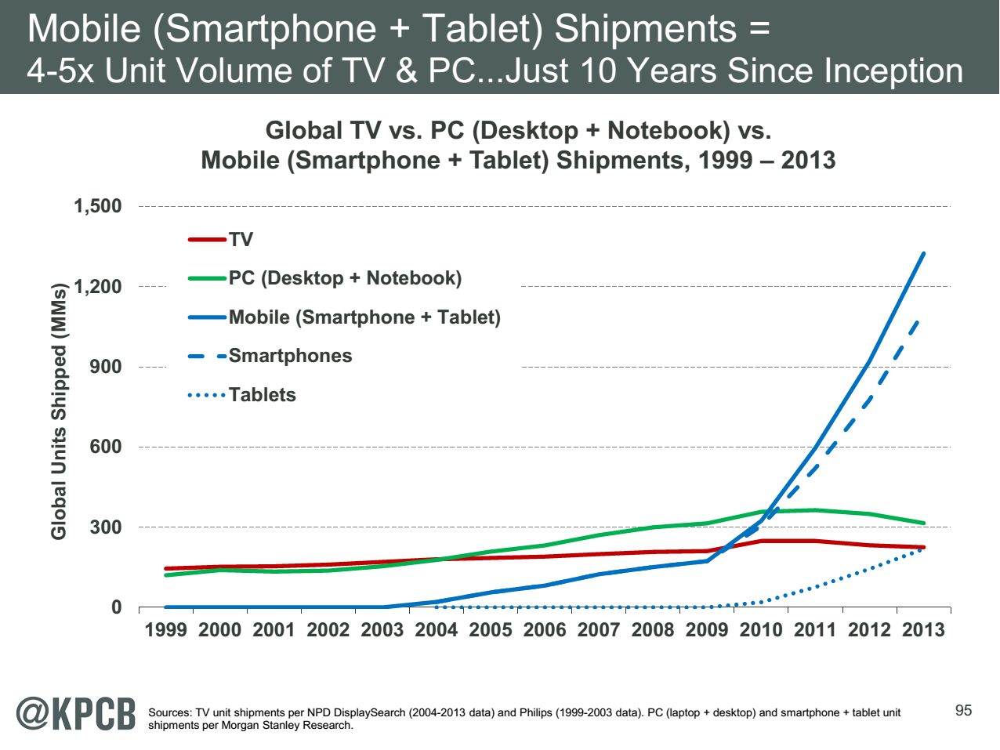 Mobile (Smartphone + Tablet) Shipments =
4-5x Unit Volume of TV & PC...Just 10 Years Since Inception
Global TV vs. PC (Desktop + Notebook) vs.
Mobile (Smartphone + Tablet) Shipments, 1999 – 2013
Global Units Shipped (MMs)
1,500
1,200
900
600
300
0
TV
PC (Desktop + Notebook)
Mobile (Smartphone + Tablet)
Smartphones
Tablets
1999 2000 2001 2002 2003 2004 2005 2006 2007 2008 2009 2010 2011 2012 2013
@KPCB
Sources: TV unit shipments per NPD DisplaySearch (2004-2013 data) and Philips (1999-2003 data). PC (laptop + desktop) and smartphone + tablet unit
shipments per Morgan Stanley Research.
95